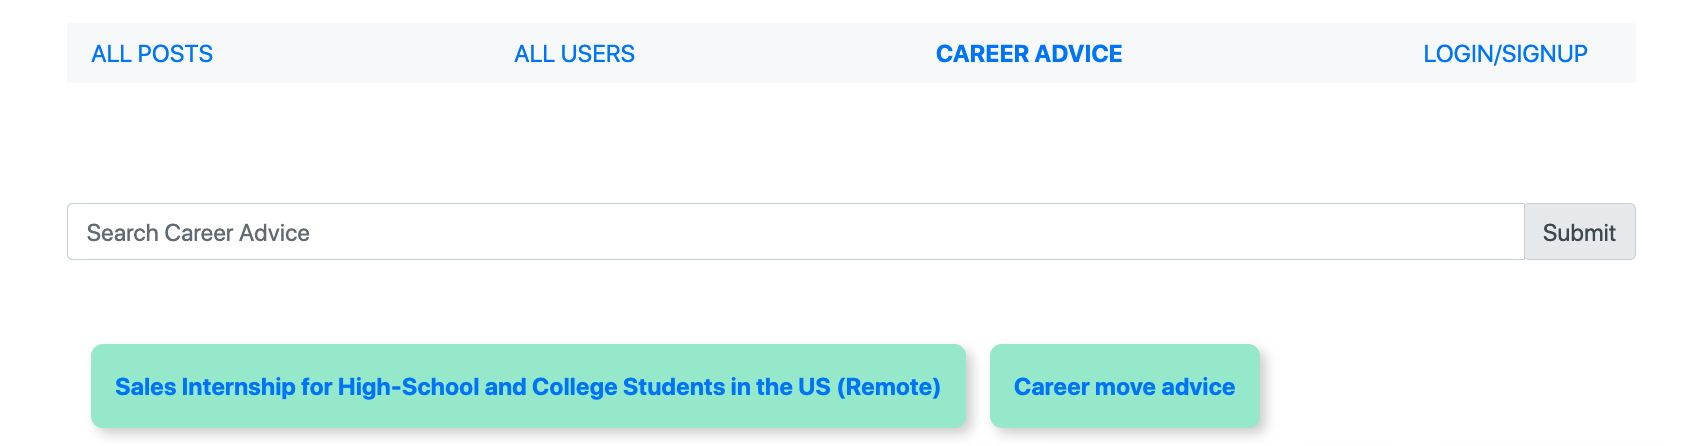 ALL POSTS ALL USERS CAREER ADVICE LOGIN/SIGNUP
Search Career Advice Submit
Sales Internship for High-School and College Students in the US (Remote) Career move advice